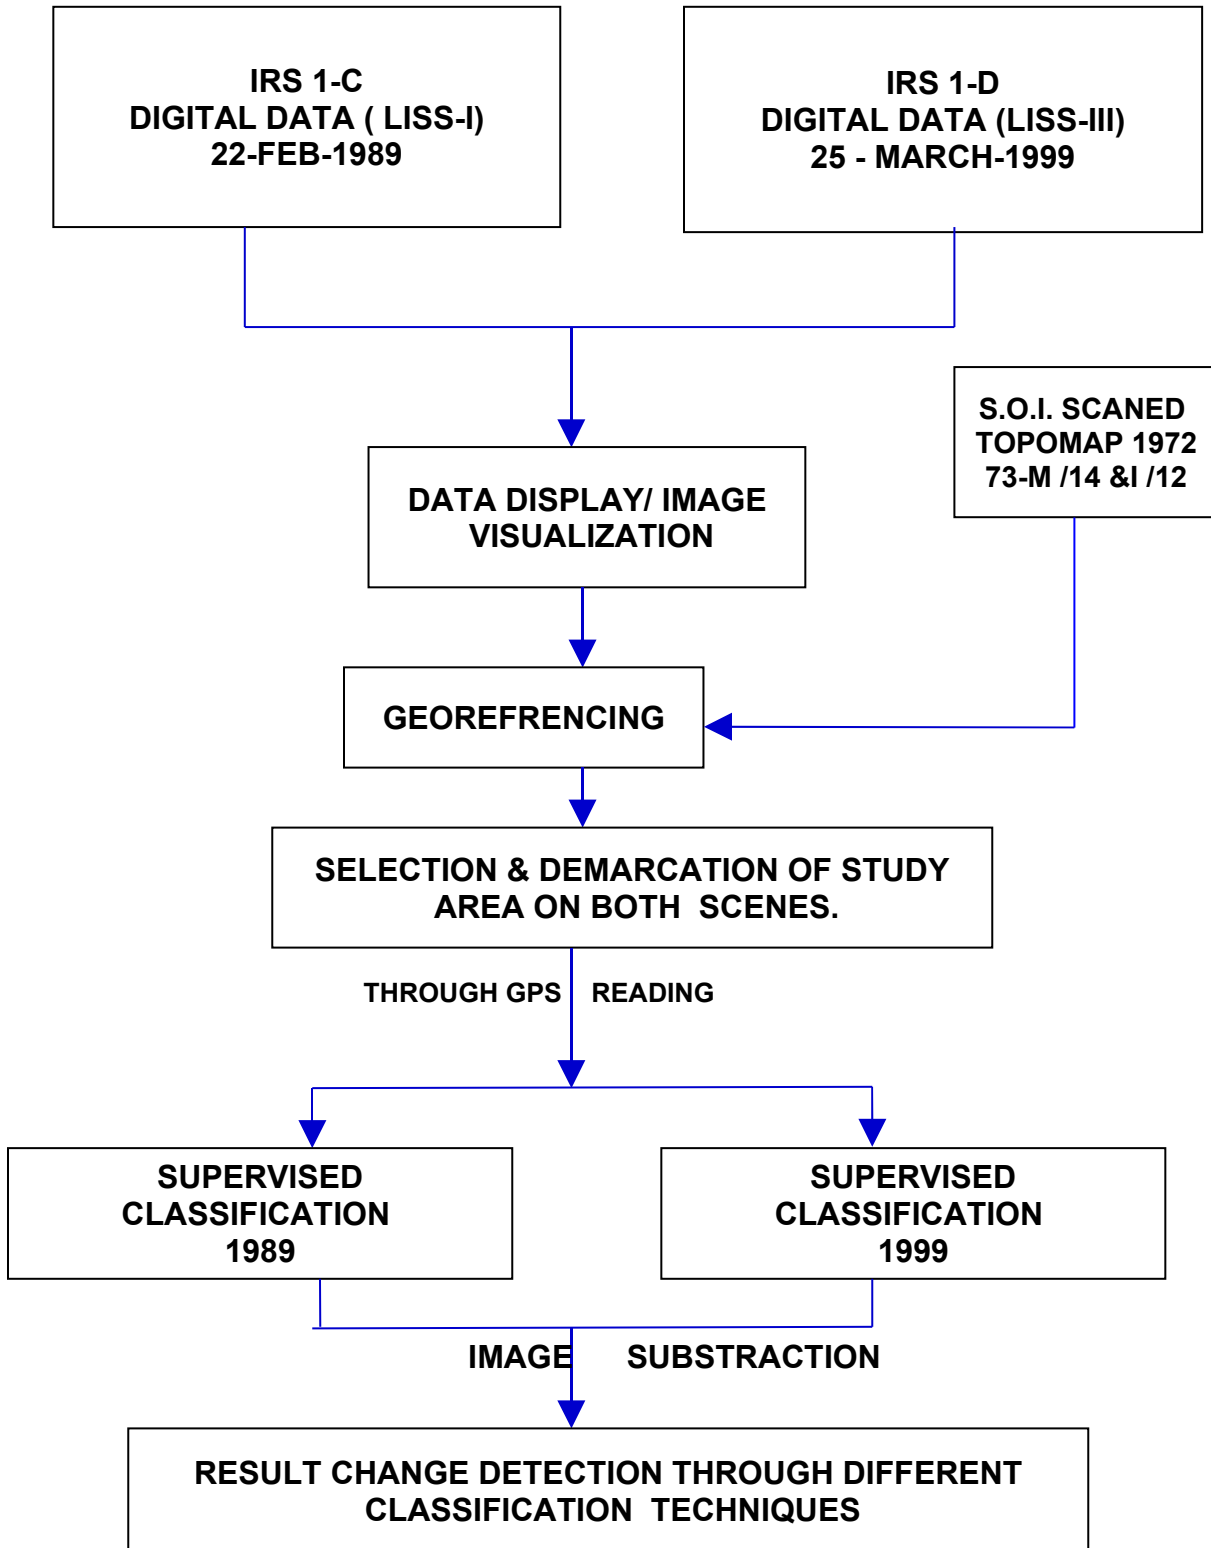 IRS 1-C
DIGITAL DATA ( LISS-I)
22-FEB-1989
IRS 1-D
DIGITAL DATA (LISS-III)
25 - MARCH-1999
S.O.I. SCANED
TOPOMAP 1972
73-M /14 &I /12
DATA DISPLAY/ IMAGE
VISUALIZATION
GEOREFRENCING
SELECTION & DEMARCATION OF STUDY
AREA ON BOTH SCENES.
THROUGH GPS READING
SUPERVISED
CLASSIFICATION
1989
SUPERVISED
CLASSIFICATION
1999
IMAGE SUBSTRACTION
RESULT CHANGE DETECTION THROUGH DIFFERENT
CLASSIFICATION TECHNIQUES